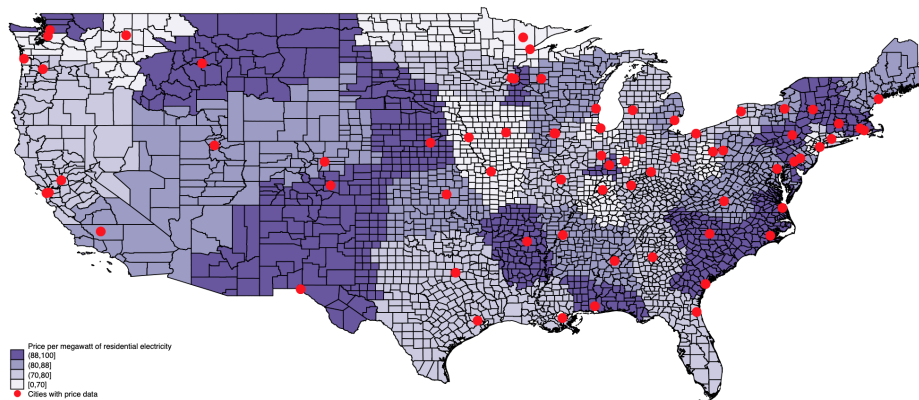 Price per megawatt of residential electricity
(88,100]
(80,88]
(70,80]
[0,70]
Cities with price data